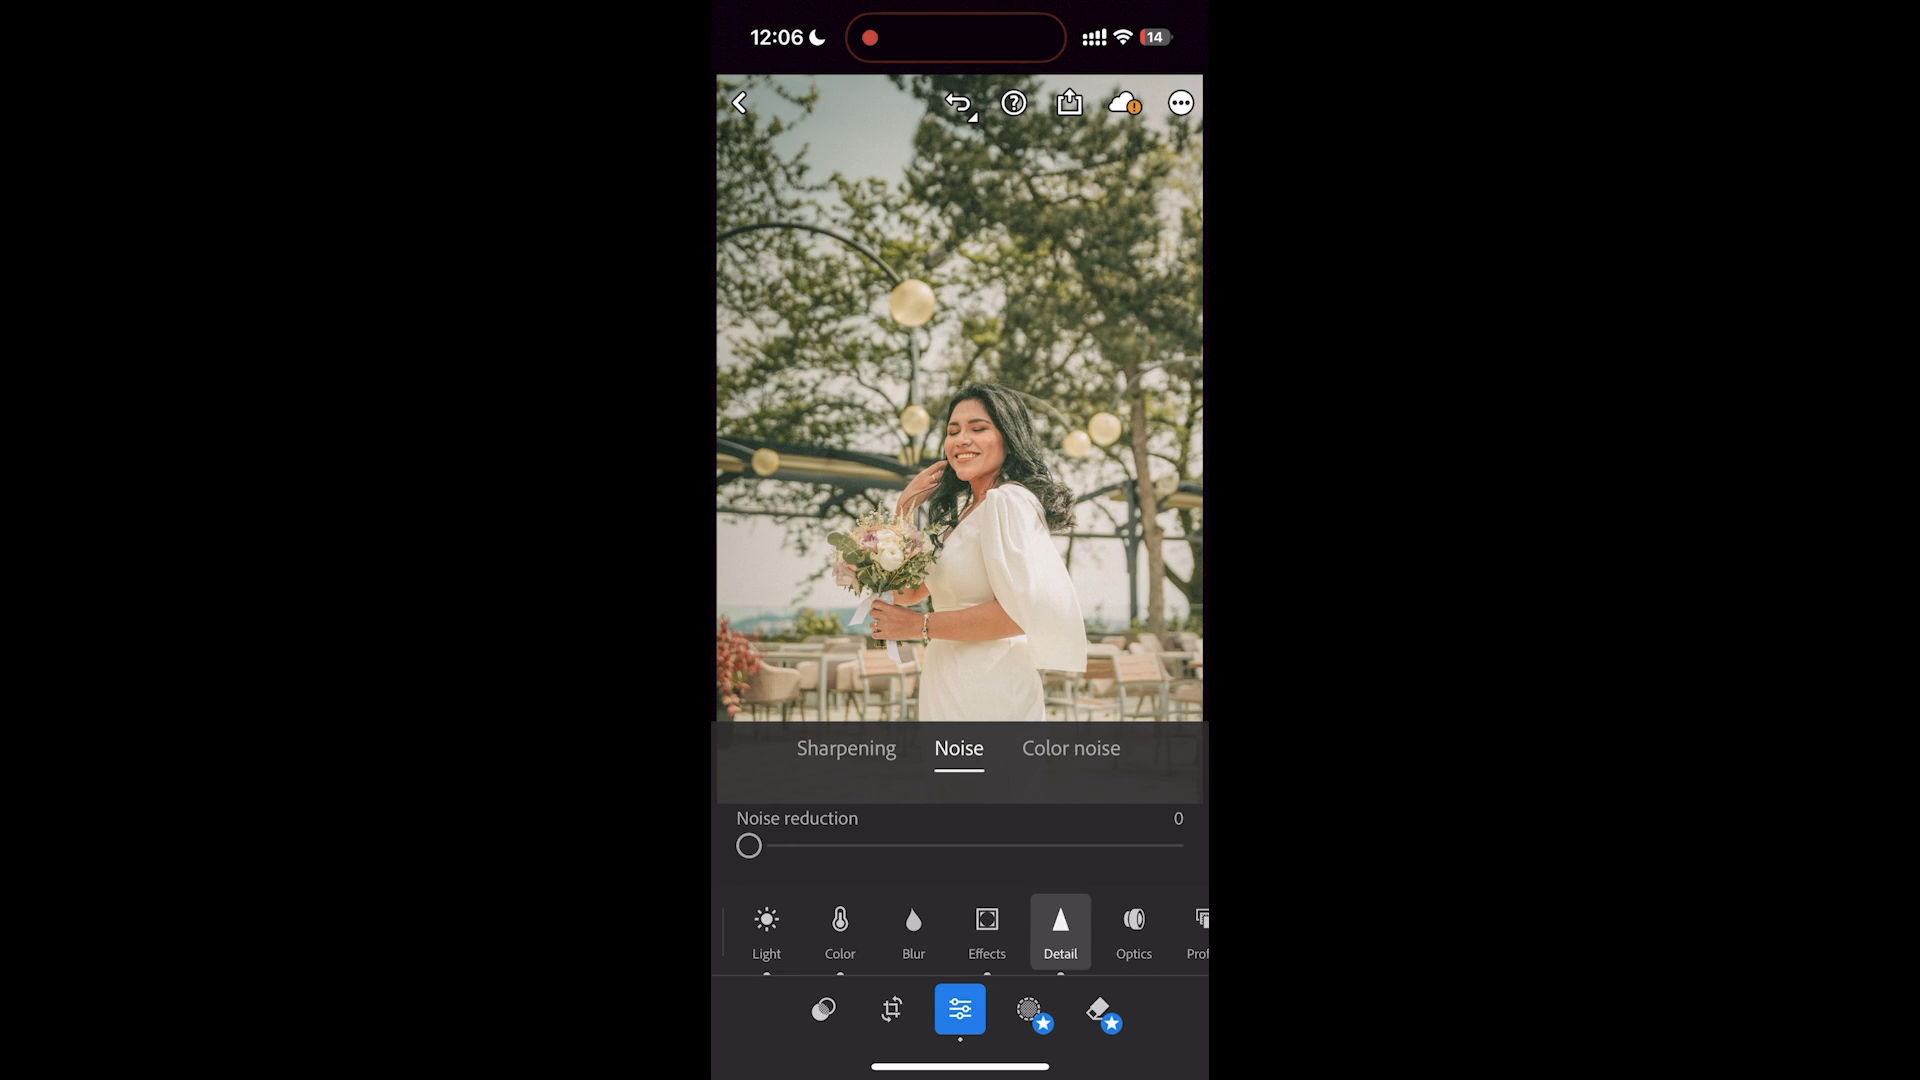 12:06
14
Sharpening Noise Color noise
Noise reduction 0
Light Color Blur Effects Detail Optics Prof